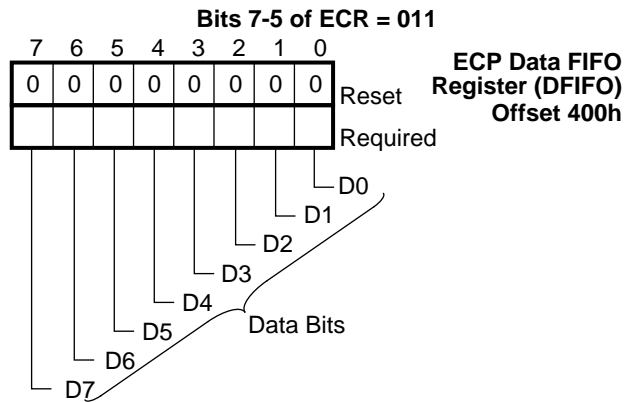 Bits 7-5 of ECR = 011
7 6 5 4 3 2 1 0
ECP Data FIFO
Register (DFIFO)
Offset 400h
0 0 0 0 0 0 0 0 Reset
Required
D0
D1
D2
D3
D4
D5
D6
D7
Data Bits